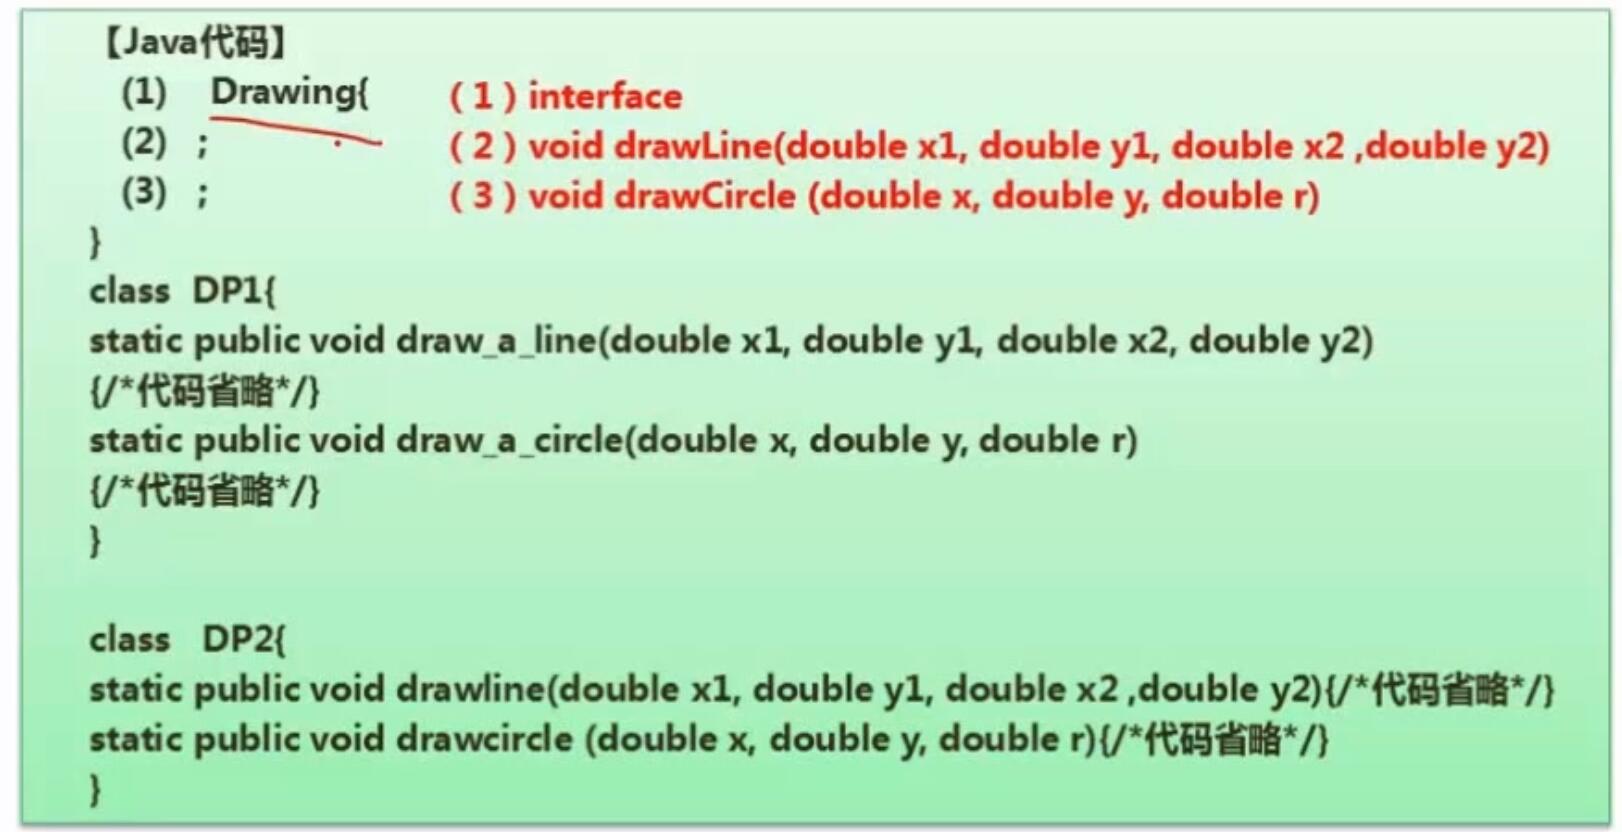 【Java代码】
(1) Drawing{ （1）interface
(2) ; （2）void drawLine(double x1, double y1, double x2 ,double y2)
(3) ; （3）void drawCircle (double x, double y, double r)
}
class DP1{
static public void draw_a_line(double x1, double y1, double x2, double y2)
{/*代码省略*/}
static public void draw_a_circle(double x, double y, double r)
{/*代码省略*/}
}
class DP2{
static public void drawline(double x1, double y1, double x2 ,double y2){/*代码省略*/}
static public void drawcircle (double x, double y, double r){/*代码省略*/}
}